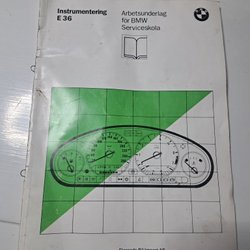 Instrumentering
E 36
Arbetsunderlag
för BMW
Serviceskola